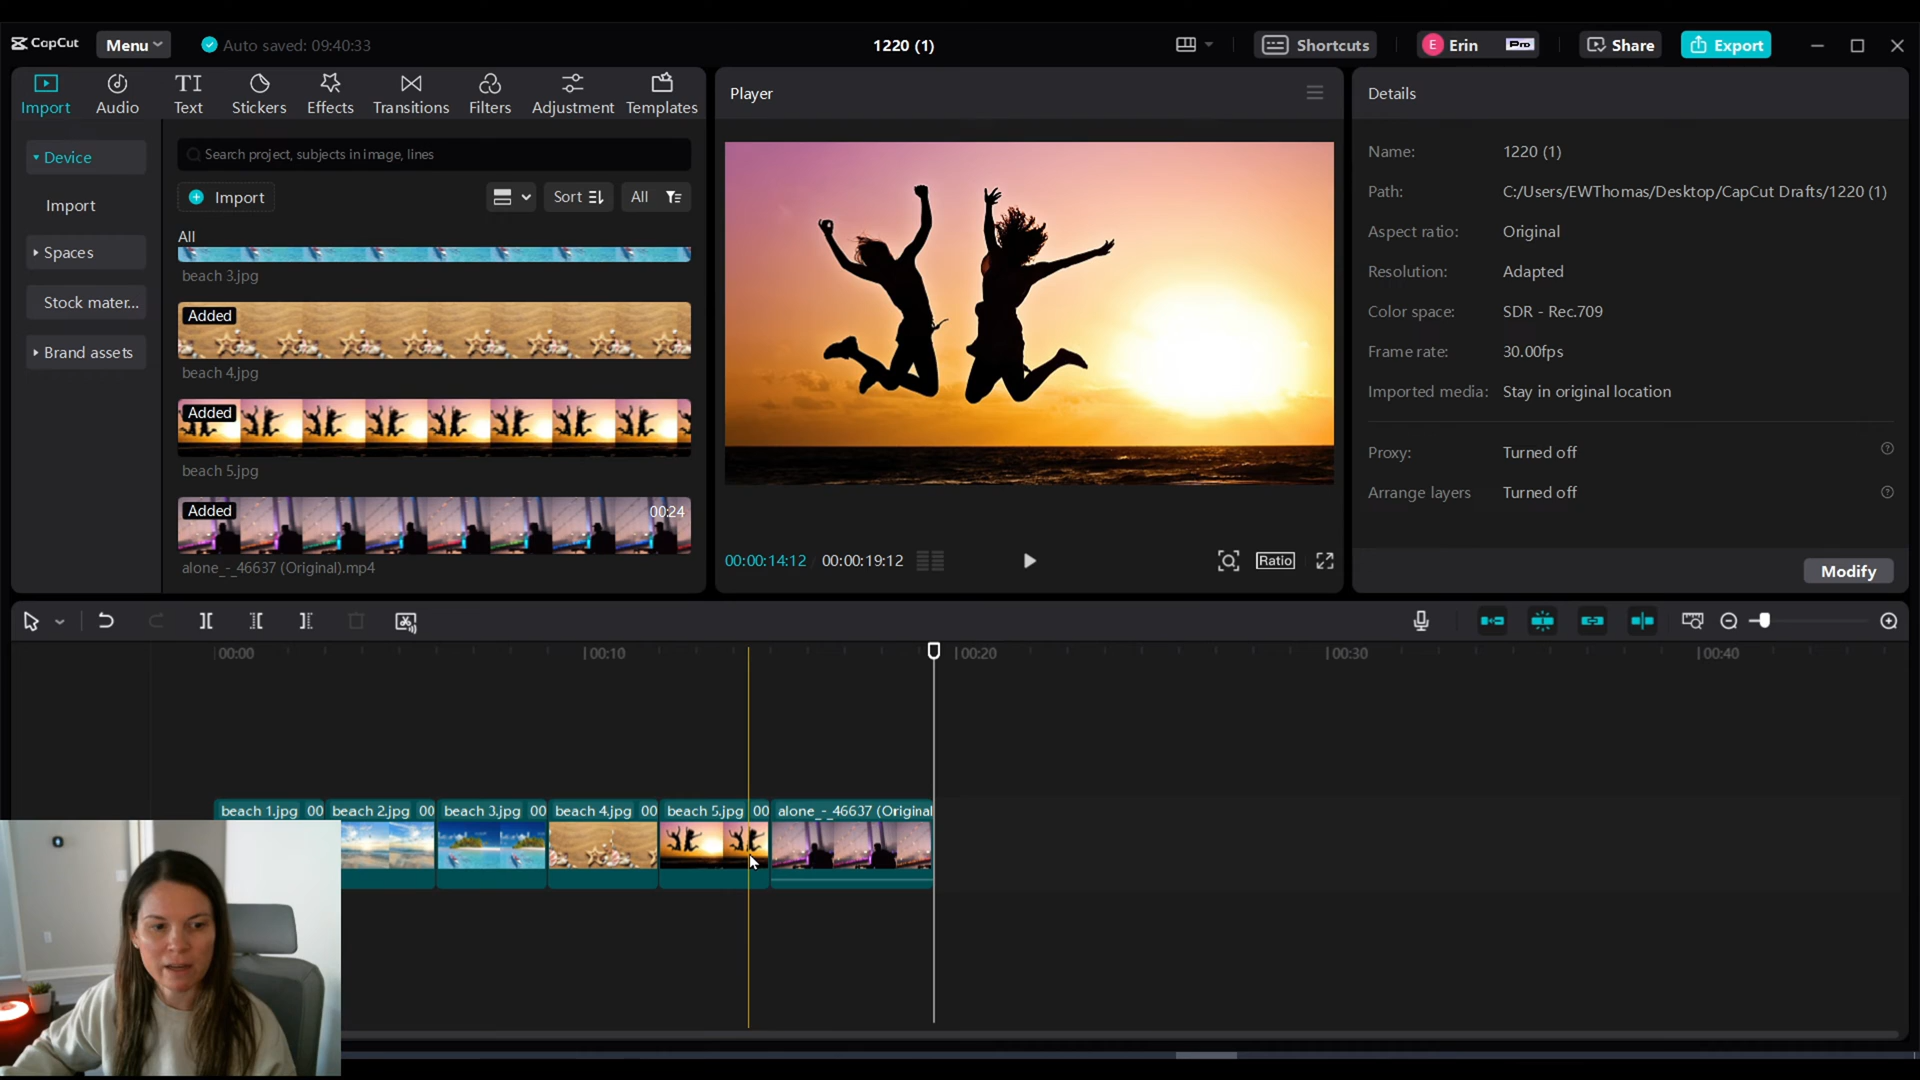 CapCut Menu Auto saved: 09:40:33 1220 (1) Shortcuts E Erin Pro Share Export
Import Audio Text Stickers Effects Transitions Filters Adjustment Templates
Device
Import
Spaces
Stock mater...
Brand assets
Search project, subjects in image, lines
Import Sort All
All
beach 3.jpg
Added
beach 4.jpg
Added
beach 5.jpg
Added 00:24
alone_-_46637 (Original).mp4
Player
00:00:14:12 00:00:19:12 Ratio
Details
Name: 1220 (1)
Path: C:/Users/EWThomas/Desktop/CapCut Drafts/1220 (1)
Aspect ratio: Original
Resolution: Adapted
Color space: SDR - Rec.709
Frame rate: 30.00fps
Imported media: Stay in original location
Proxy: Turned off
Arrange layers Turned off
Modify
00:00 00:10 00:20 00:30 00:40
beach 1.jpg 00 beach 2.jpg 00 beach 3.jpg 00 beach 4.jpg 00 beach 5.jpg 00 alone_-_46637 (Original